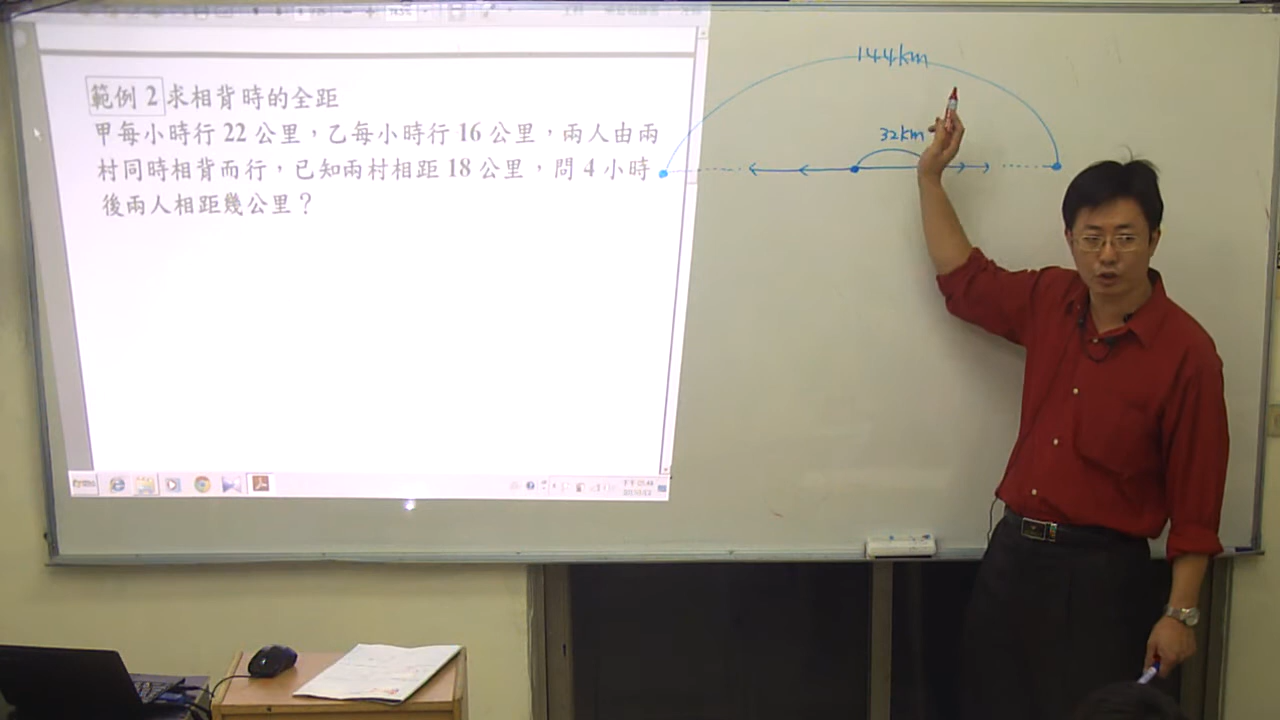 範例 2 求相背時的全距
甲每小時行 22 公里，乙每小時行 16 公里，兩人由兩
村同時相背而行，已知兩村相距 18 公里，問 4 小時
後兩人相距幾公里？
144km
32km